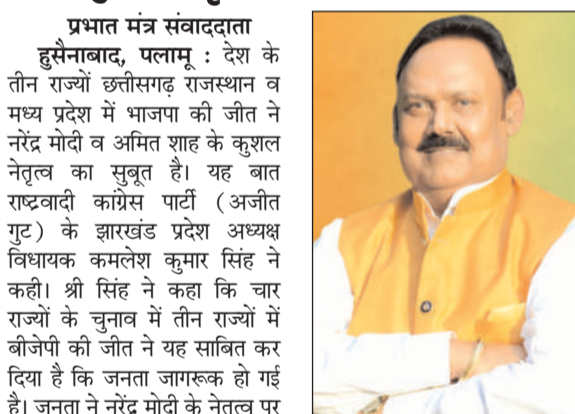 प्रभात मंत्र संवाददाता
हुसैनाबाद, पलामू : देश के
तीन राज्यों छत्तीसगढ़ राजस्थान व
मध्य प्रदेश में भाजपा की जीत ने
नरेंद्र मोदी व अमित शाह के कुशल
नेतृत्व का सुबूत है। यह बात
राष्ट्रवादी कांग्रेस पार्टी (अजीत
गुट) के झारखंड प्रदेश अध्यक्ष
विधायक कमलेश कुमार सिंह ने
कही। श्री सिंह ने कहा कि चार
राज्यों के चुनाव में तीन राज्यों में
बीजेपी की जीत ने यह साबित कर
दिया है कि जनता जागरूक हो गई
है। जनता ने नरेंद्र मोदी के नेतृत्व पर